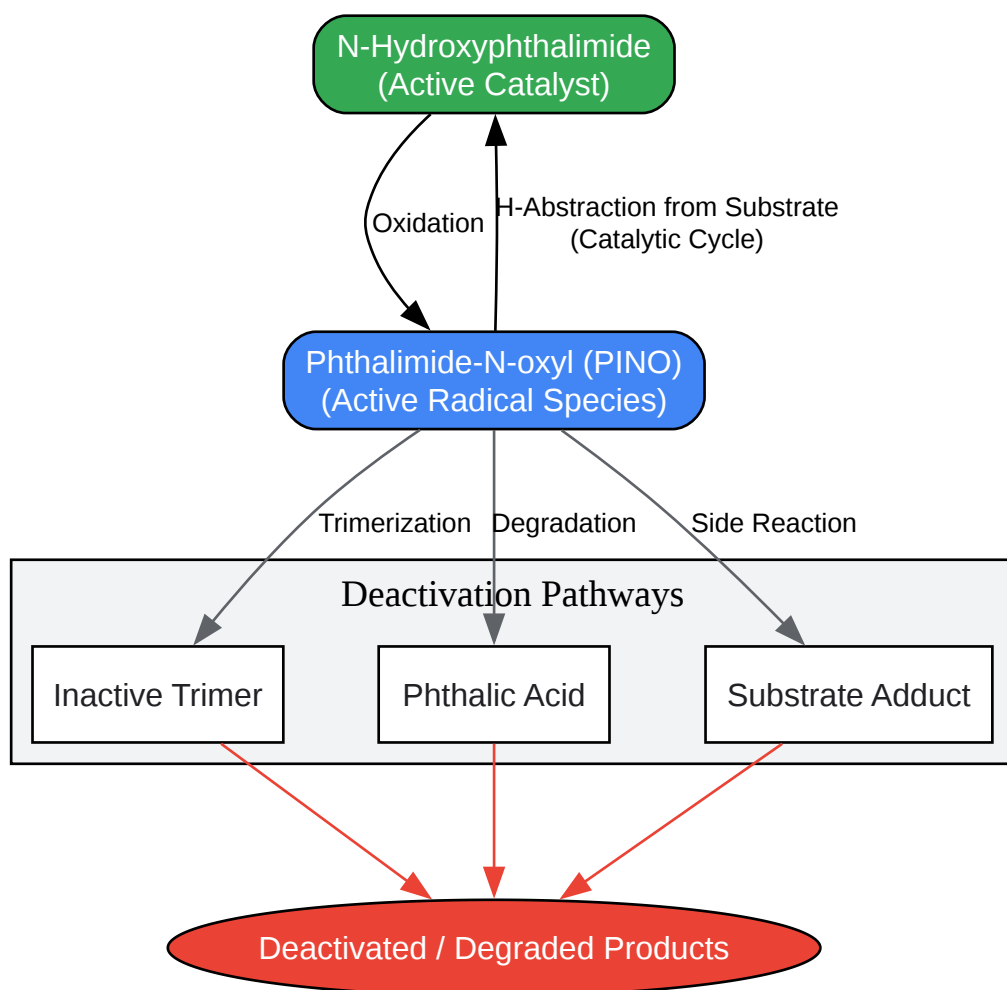 N-Hydroxyphthalimide
(Active Catalyst)
Oxidation
H-Abstraction from Substrate
(Catalytic Cycle)
Phthalimide-N-oxyl (PINO)
(Active Radical Species)
Trimerization
Degradation
Side Reaction
Deactivation Pathways
Inactive Trimer
Phthalic Acid
Substrate Adduct
Deactivated / Degraded Products